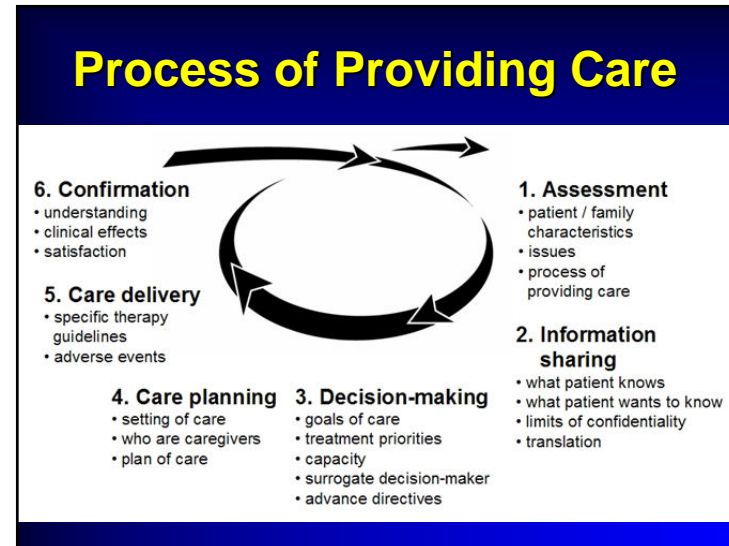 Process of Providing Care
1. Assessment
• patient / family
characteristics
• issues
• process of
providing care
2. Information
sharing
• what patient knows
• what patient wants to know
• limits of confidentiality
• translation
3. Decision-making
• goals of care
• treatment priorities
• capacity
• surrogate decision-maker
• advance directives
4. Care planning
• setting of care
• who are caregivers
• plan of care
5. Care delivery
• specific therapy
guidelines
• adverse events
6. Confirmation
• understanding
• clinical effects
• satisfaction